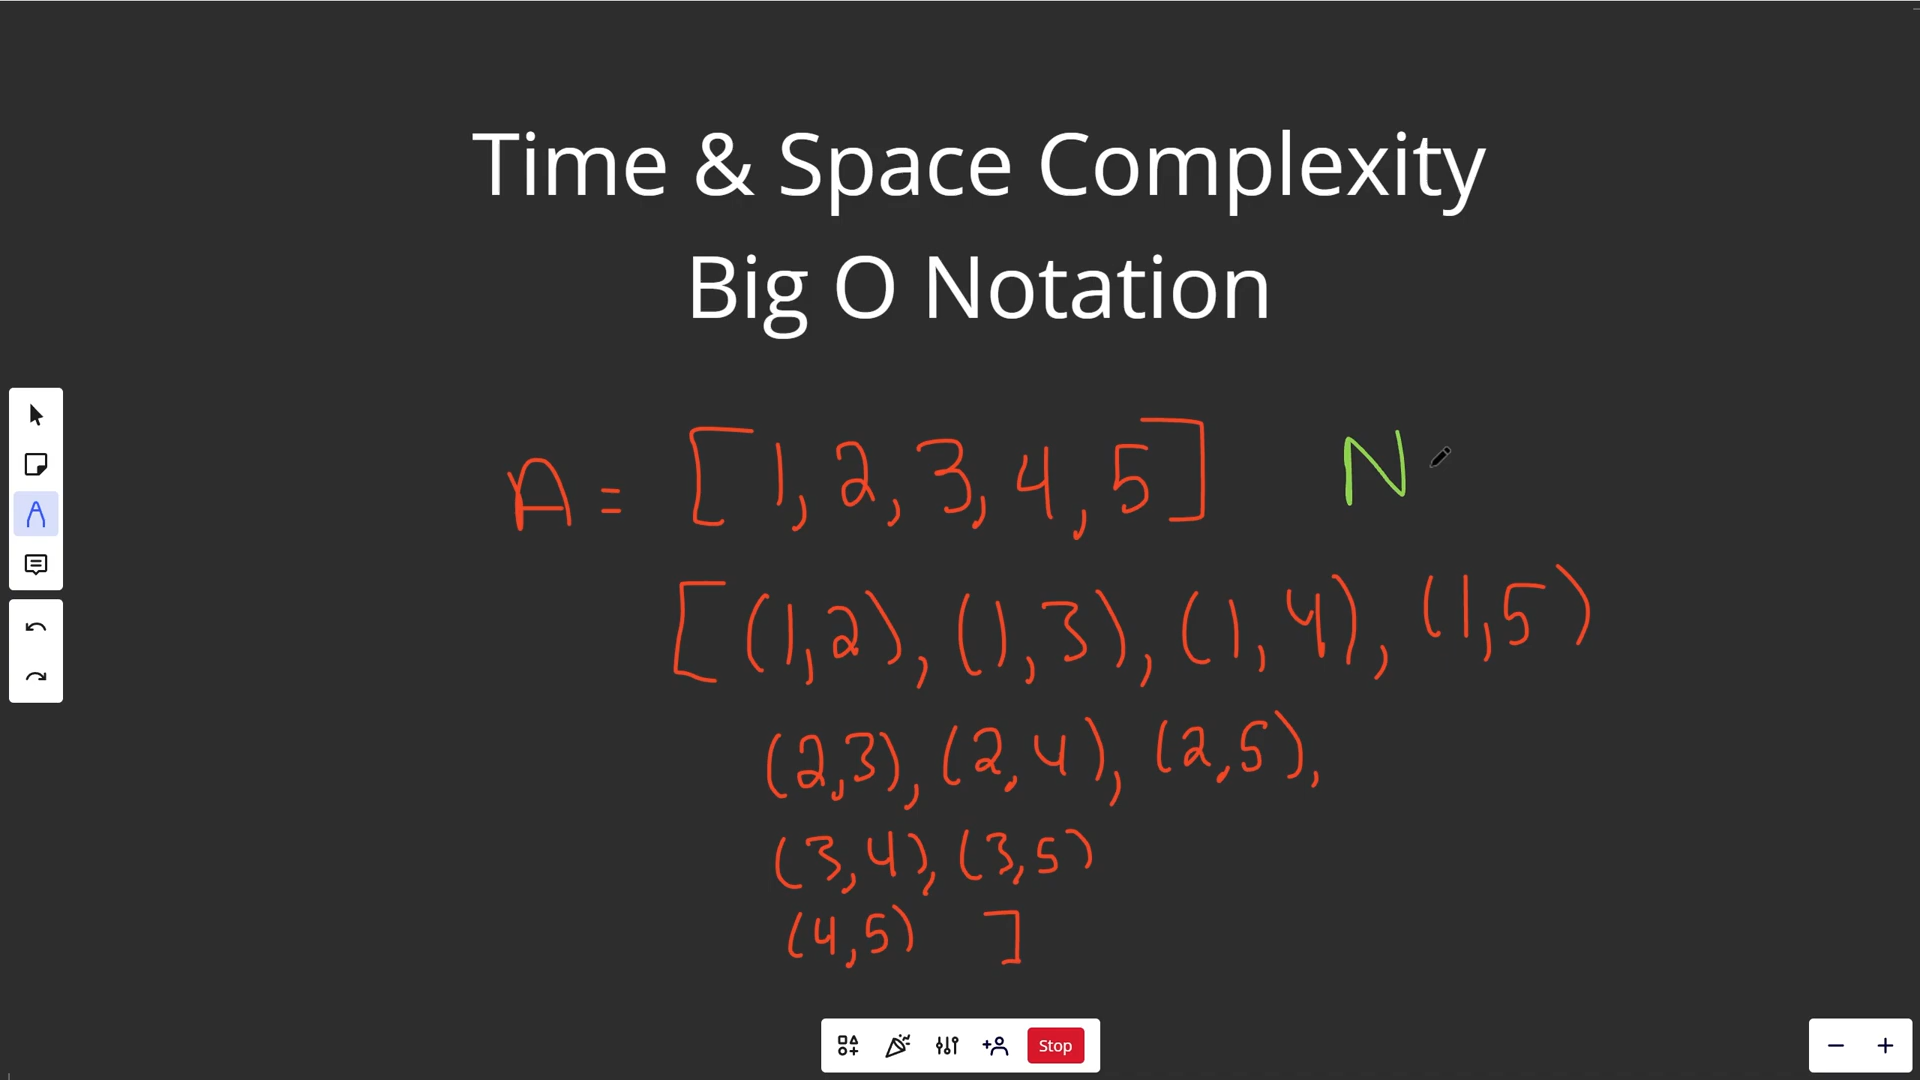 Time & Space Complexity
Big O Notation
A = [1, 2, 3, 4, 5] N
[(1,2), (1,3), (1,4), (1,5)
(2,3), (2,4), (2,5),
(3,4), (3,5)
(4,5) ]
Stop